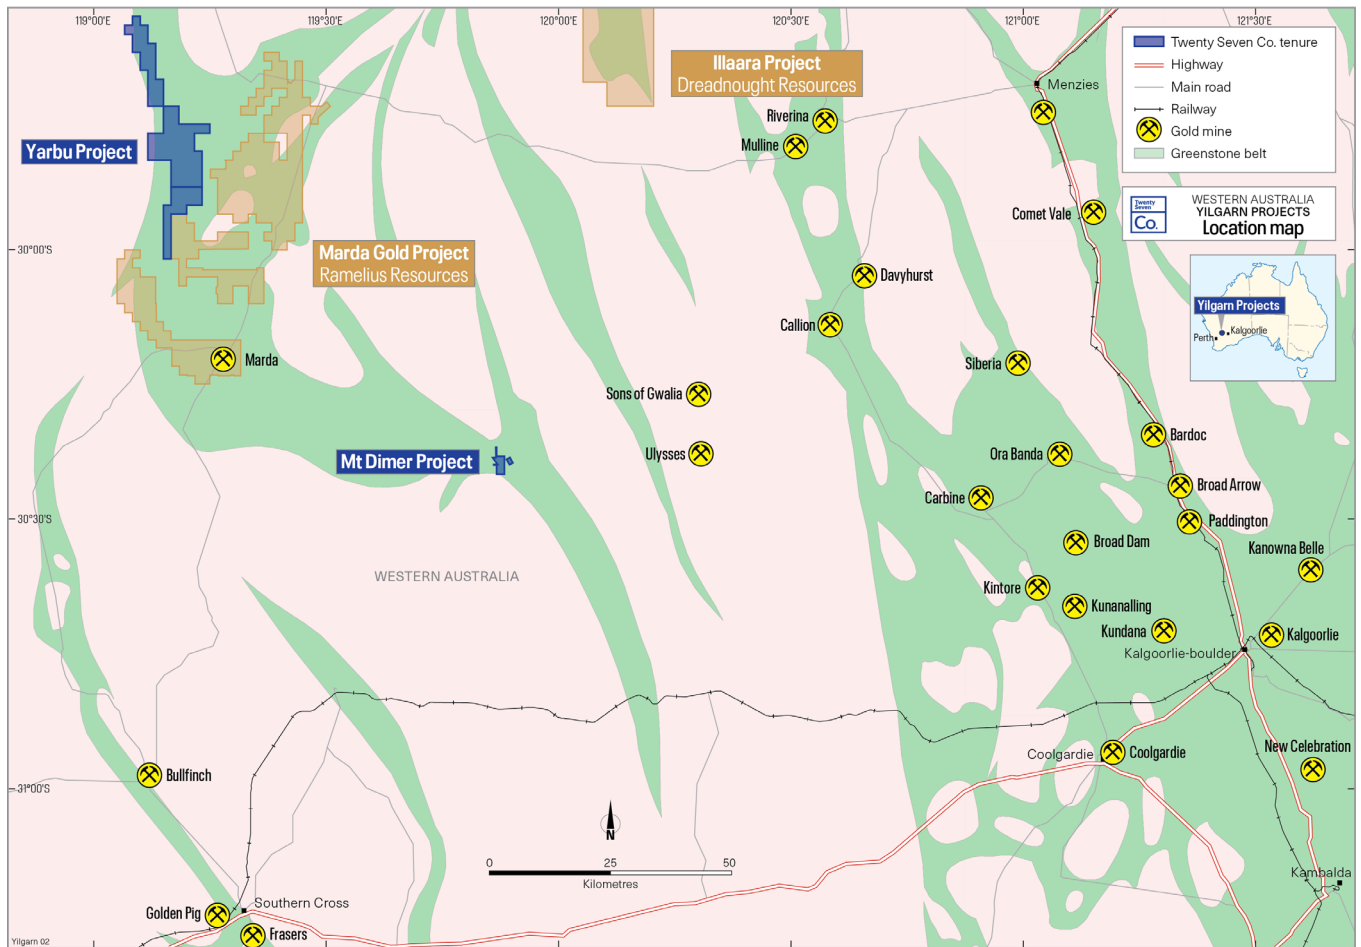 119°00'E
119°30'E
120°00'E
120°30'E
121°00'E
121°30'E
Twenty Seven Co. tenure
Highway
Main road
Railway
Gold mine
Greenstone belt
Illaara Project
Dreadnought Resources
Menzies
Riverina
Mulline
Yarbu Project
Twenty
Seven
Co.
WESTERN AUSTRALIA
YILGARN PROJECTS
Location map
Comet Vale
30°00'S
Marda Gold Project
Ramelius Resources
Davyhurst
Yilgarn Projects
Kalgoorlie
Perth
Callion
Marda
Siberia
Sons of Gwalia
Bardoc
Mt Dimer Project
Ulysses
Ora Banda
Broad Arrow
Carbine
30°30'S
Paddington
Broad Dam
Kanowna Belle
WESTERN AUSTRALIA
Kintore
Kunanalling
Kundana
Kalgoorlie
Kalgoorlie-boulder
New Celebration
Coolgardie
Coolgardie
Bullfinch
31°00'S
N
0
25
50
Kilometres
Kambalda
Southern Cross
Golden Pig
Frasers
Yilgarn 02